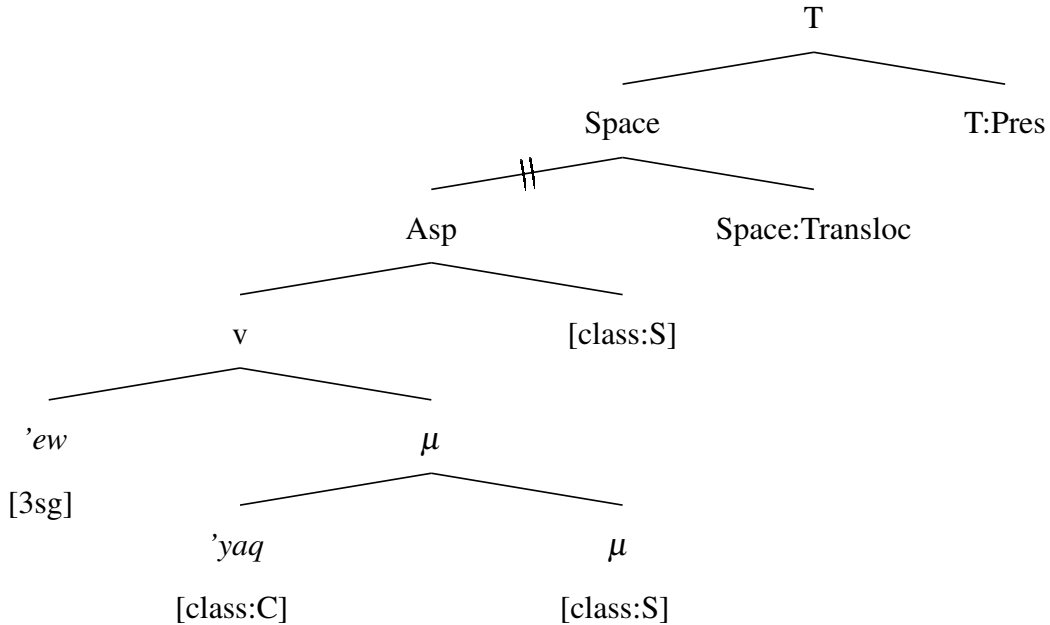 T
Space T:Pres
Asp Space:Transloc
v [class:S]
’ew μ
[3sg]
’yaq μ
[class:C] [class:S]